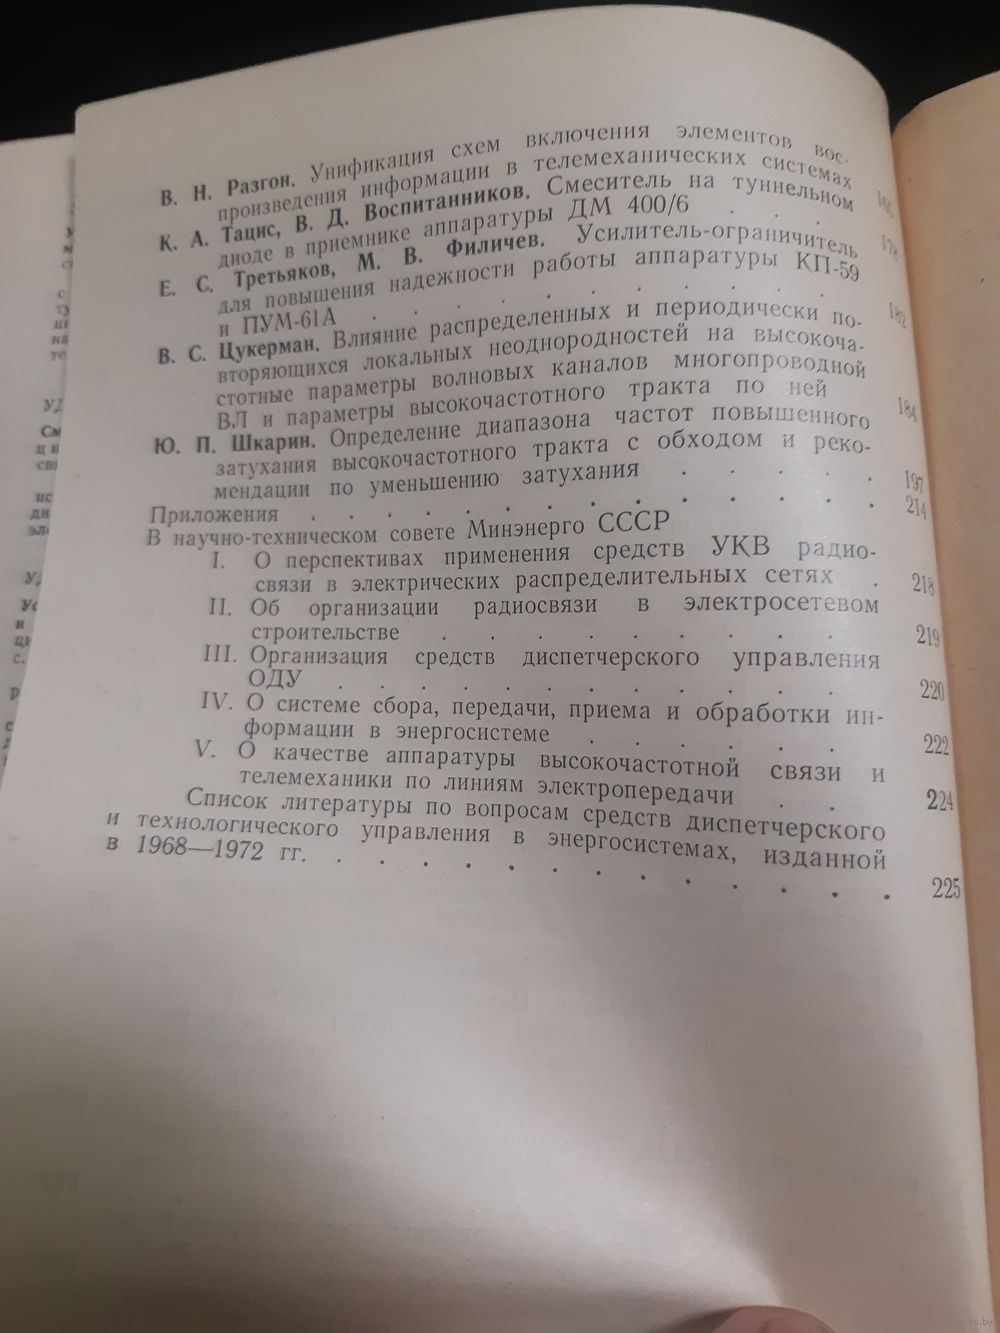 В. Н. Разгон. Унификация схем включения элементов вос-
произведения информации в телемеханических системах
К. А. Тацис, В. Д. Воспитанников. Смеситель на туннельном
диоде в приемнике аппаратуры ДМ 400/6 . . . 178
Е. С. Третьяков, М. В. Филичев. Усилитель-ограничитель
для повышения надежности работы аппаратуры КП-59
и ПУМ-61А . . . . . . . . . 182
В. С. Цукерман. Влияние распределенных и периодически по-
вторяющихся локальных неоднородностей на высокоча-
стотные параметры волновых каналов многопроводной
ВЛ и параметры высокочастотного тракта по ней 184
Ю. П. Шкарин. Определение диапазона частот повышенного
затухания высокочастотного тракта с обходом и реко-
мендации по уменьшению затухания . . . . 197
Приложения . . . . . . . . . . . 214
В научно-техническом совете Минэнерго СССР
I. О перспективах применения средств УКВ радио-
связи в электрических распределительных сетях . 218
II. Об организации радиосвязи в электросетевом
строительстве . . . . . . . . . 219
III. Организация средств диспетчерского управления
ОДУ . . . . . . . . . . . 220
IV. О системе сбора, передачи, приема и обработки ин-
формации в энергосистеме . . . . . . 222
V. О качестве аппаратуры высокочастотной связи и
телемеханики по линиям электропередачи . . . 224
Список литературы по вопросам средств диспетчерского
и технологического управления в энергосистемах, изданной
в 1968—1972 гг. . . . . . . . . . . . 225